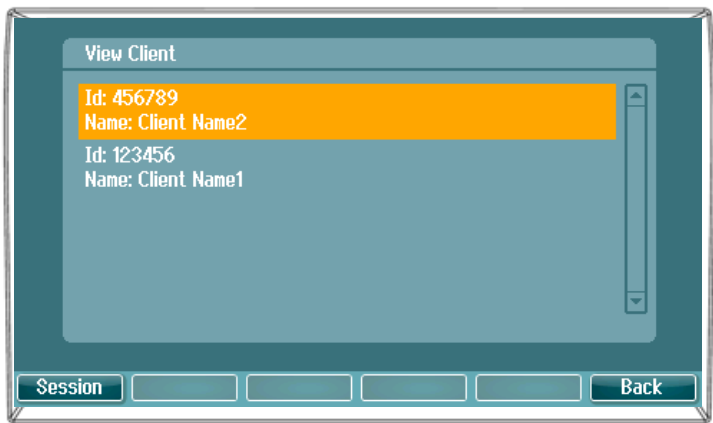 View Client
Id: 456789
Name: Client Name2
Id: 123456
Name: Client Name1
Session
Back